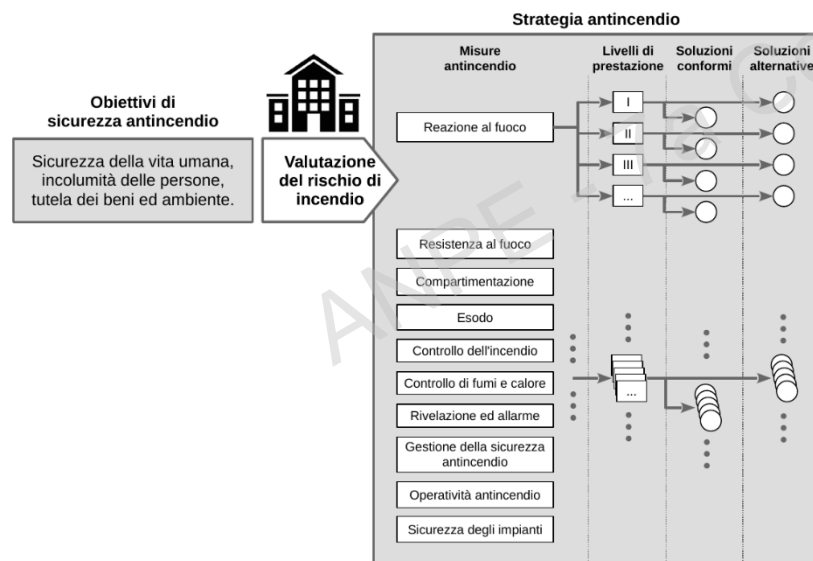 Strategia antincendio
Misure
antincendio
Livelli di
prestazione
Soluzioni
conformi
Soluzioni
alternative
Obiettivi di
sicurezza antincendio
Sicurezza della vita umana,
incolumità delle persone,
tutela dei beni ed ambiente.
Valutazione
del rischio di
incendio
Reazione al fuoco
I
II
III
...
Resistenza al fuoco
Compartimentazione
Esodo
Controllo dell'incendio
Controllo di fumi e calore
Rivelazione ed allarme
Gestione della sicurezza
antincendio
Operatività antincendio
Sicurezza degli impianti
...
ANPE